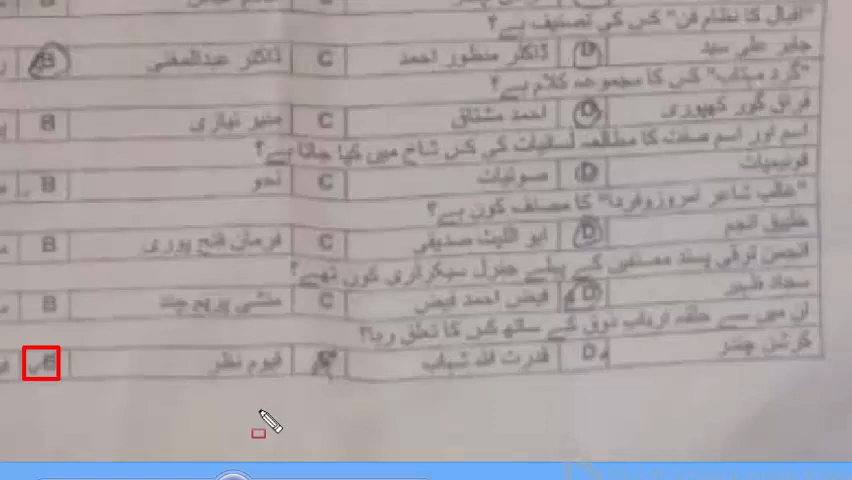 "اقبال کا نظام فن" کس کی تصنیف ہے؟
جابر علی سید D ڈاکٹر منظور احمد C ڈاکٹر عبدالمغنی B
"گرد مہتاب" کس کا مجموعہ کلام ہے؟
فراق گور کھپوری D احمد مشتاق C منیر نیازی B
اسم اور اسم صفت کا مطالعہ لسانیات کی کس شاخ میں کیا جاتا ہے؟
فونیمیات D صوتیات C نحو B
"غالب شاعر امروز و فردا" کا مصنف کون ہے؟
خلیق انجم D ابو اللیث صدیقی C فرمان فتح پوری B
انجمن ترقی پسند مصنفین کے پہلے جنرل سیکرٹری کون تھے؟
سجاد ظہیر D فیض احمد فیض C منشی پریم چند B
ان میں سے حلقہ ارباب ذوق کے ساتھ کس کا تعلق رہا؟
کرشن چندر D قدرت اللہ شہاب C قیوم نظر B